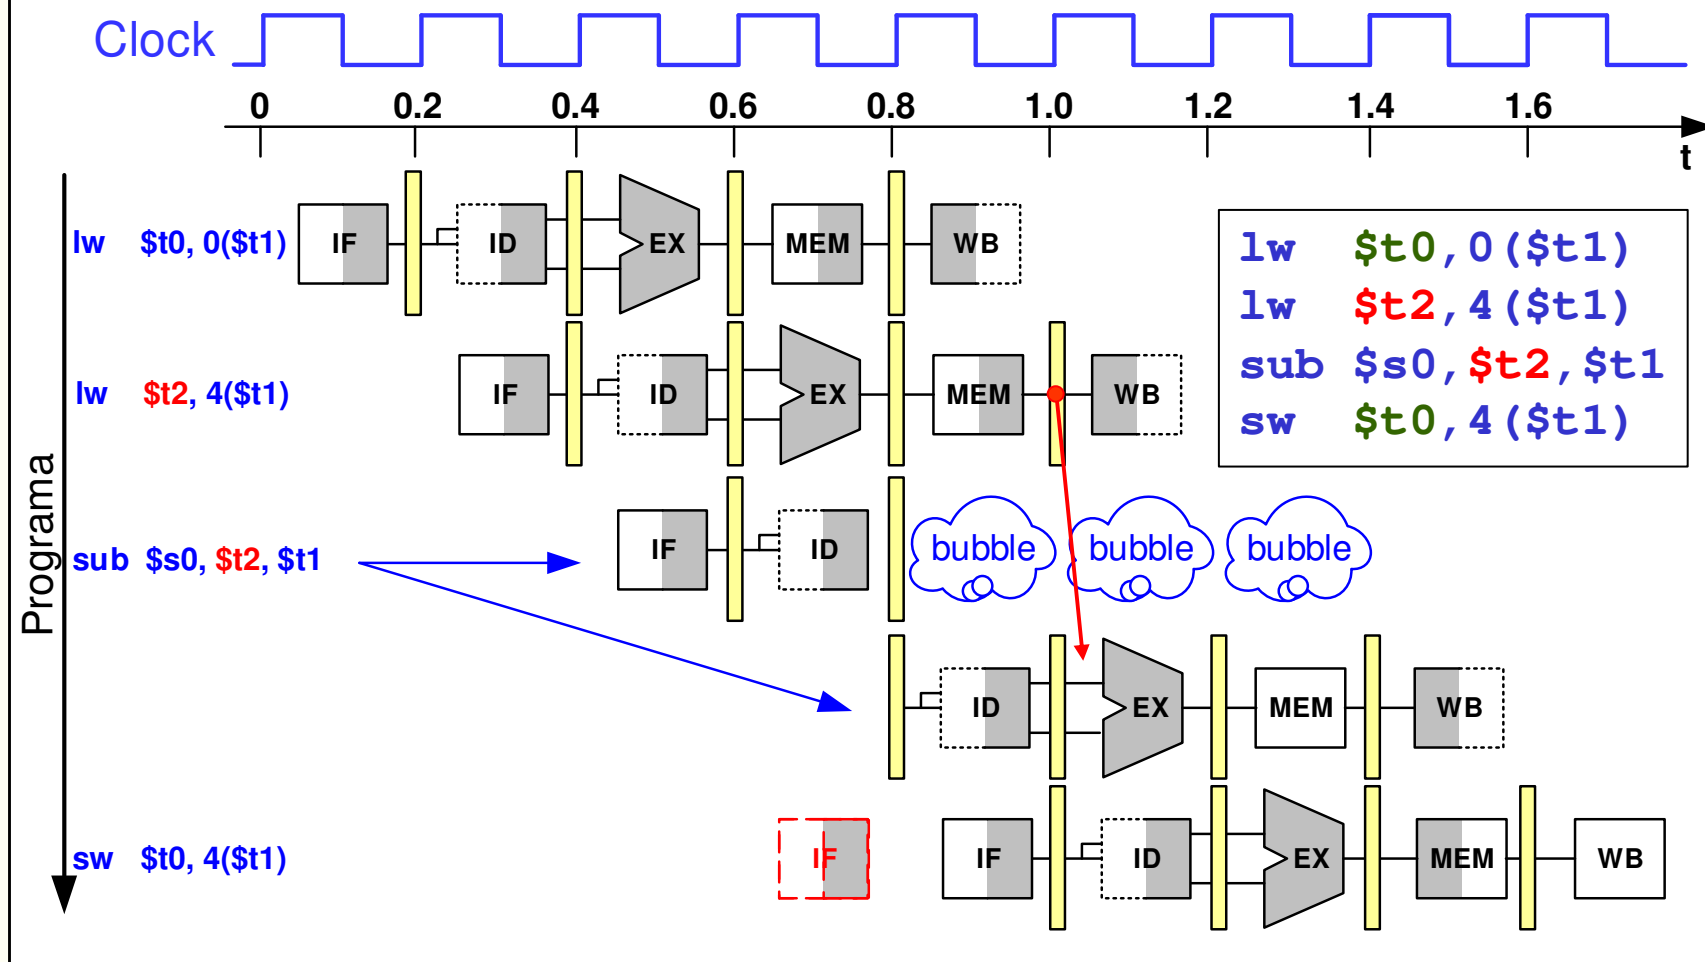 Clock
0 0.2 0.4 0.6 0.8 1.0 1.2 1.4 1.6
t
Programa
lw $t0, 0($t1) IF ID EX MEM WB
lw $t2, 4($t1) IF ID EX MEM WB
sub $s0, $t2, $t1 IF ID bubble bubble bubble
ID EX MEM WB
sw $t0, 4($t1) IF IF ID EX MEM WB
lw $t0,0($t1)
lw $t2,4($t1)
sub $s0,$t2,$t1
sw $t0,4($t1)